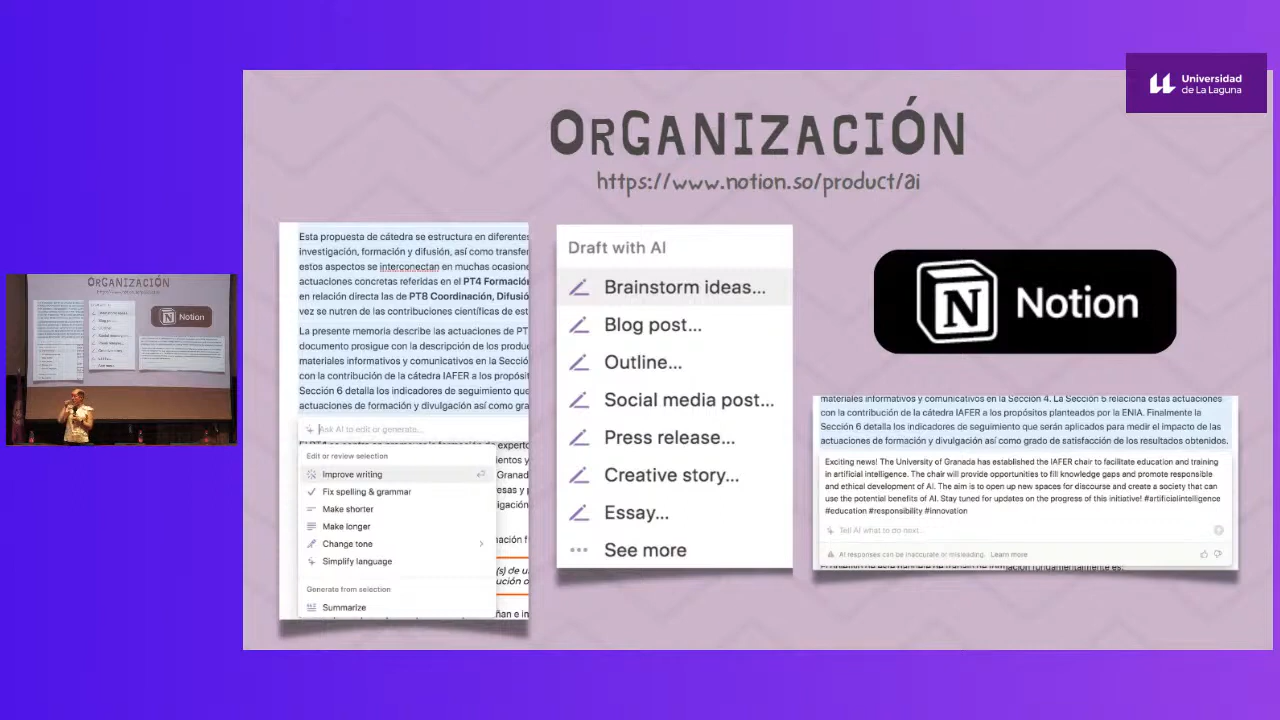 Universidad
de La Laguna
OrGANIZACIÓN
https://www.notion.so/product/ai
Esta propuesta de cátedra se estructura en diferentes
investigación, formación y difusión, así como transfer
estos aspectos se interconectan en muchas ocasione
actuaciones concretas referidas en el PT4 Formación
en relación directa las de PT8 Coordinación, Difusió
vez se nutren de las contribuciones científicas de est
La presente memoria describe las actuaciones de PT
documento prosigue con la descripción de los produc
materiales informativos y comunicativos en la Secció
con la contribución de la cátedra IAFER a los propósit
Sección 6 detalla los indicadores de seguimiento que
actuaciones de formación y divulgación así como gra
Ask AI to edit or generate...
Edit or review selection
Improve writing
Fix spelling & grammar
Make shorter
Make longer
Change tone
Simplify language
Generate from selection
Summarize
Draft with AI
Brainstorm ideas...
Blog post...
Outline...
Social media post...
Press release...
Creative story...
Essay...
See more
Notion
materiales informativos y comunicativos en la Sección 4. La Sección 5 relaciona estas actuaciones
con la contribución de la cátedra IAFER a los propósitos planteados por la ENIA. Finalmente la
Sección 6 detalla los indicadores de seguimiento que serán aplicados para medir el impacto de las
actuaciones de formación y divulgación así como grado de satisfacción de los resultados obtenidos.
Exciting news! The University of Granada has established the IAFER chair to facilitate education and training
in artificial intelligence. The chair will provide opportunities to fill knowledge gaps and promote responsible
and ethical development of AI. The aim is to open up new spaces for discourse and create a society that can
use the potential benefits of AI. Stay tuned for updates on the progress of this initiative! #artificialintelligence
#education #responsibility #innovation
Tell AI what to do next...
AI responses can be inaccurate or misleading. Learn more